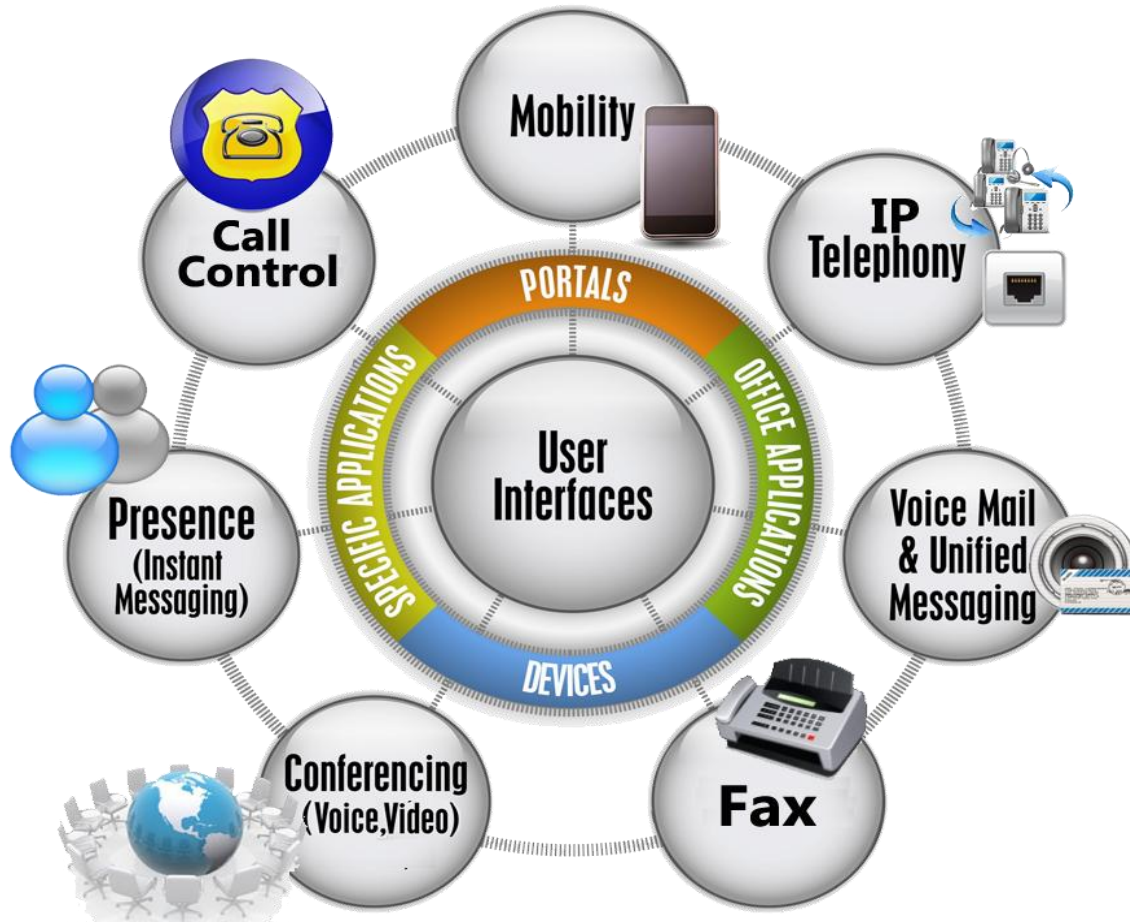 Mobility
IP
Telephony
Voice Mail
& Unified
Messaging
Fax
Conferencing
(Voice,Video)
Presence
(Instant
Messaging)
Call
Control
PORTALS
OFFICE APPLICATIONS
DEVICES
SPECIFIC APPLICATIONS
User
Interfaces